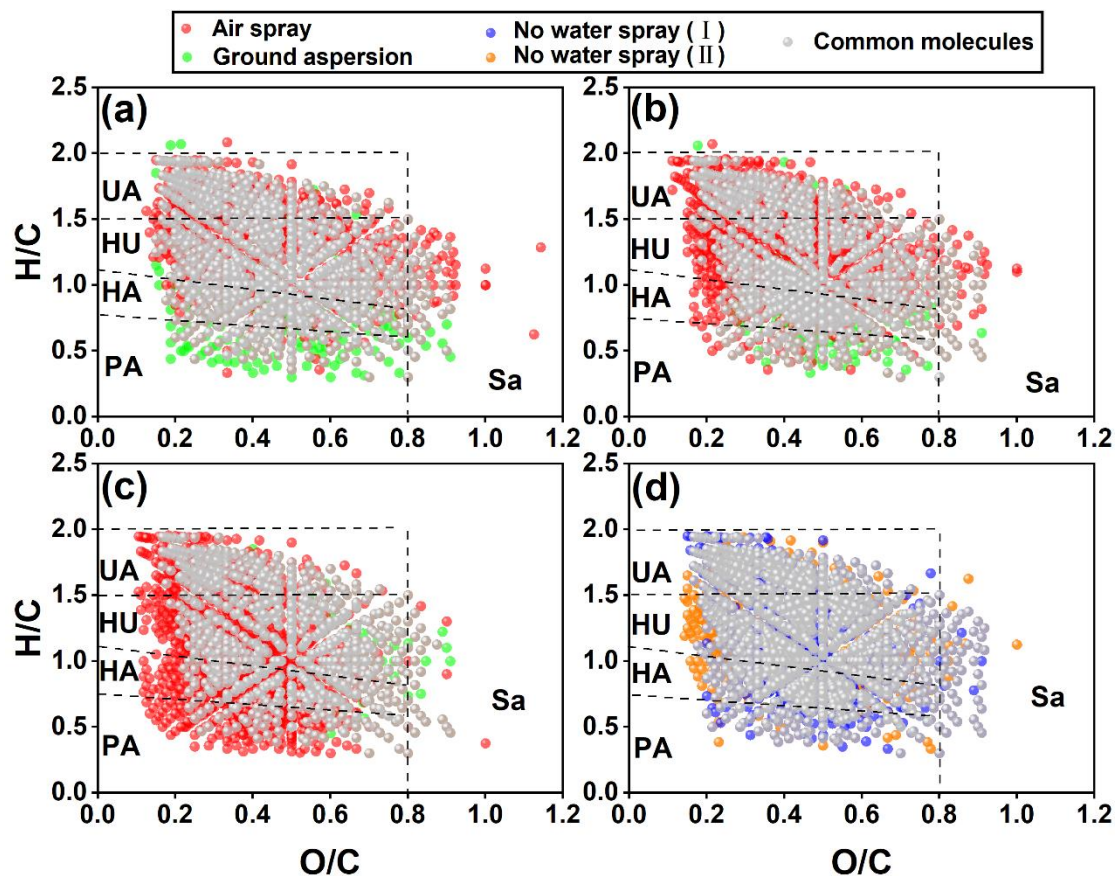 Air spray No water spray ( Ⅰ ) Common molecules
Ground aspersion No water spray ( Ⅱ )
(a) (b)
2.5 2.5
2.0 2.0
UA UA
1.5 1.5
HU HU
H/C
1.0 1.0
HA HA
0.5 0.5
PA Sa PA Sa
0.0 0.0
0.0 0.2 0.4 0.6 0.8 1.0 1.2 0.0 0.2 0.4 0.6 0.8 1.0 1.2
(c) (d)
2.5 2.5
2.0 2.0
UA UA
1.5 1.5
HU HU
H/C
1.0 1.0
HA HA
0.5 0.5
PA Sa PA Sa
0.0 0.0
0.0 0.2 0.4 0.6 0.8 1.0 1.2 0.0 0.2 0.4 0.6 0.8 1.0 1.2
O/C O/C